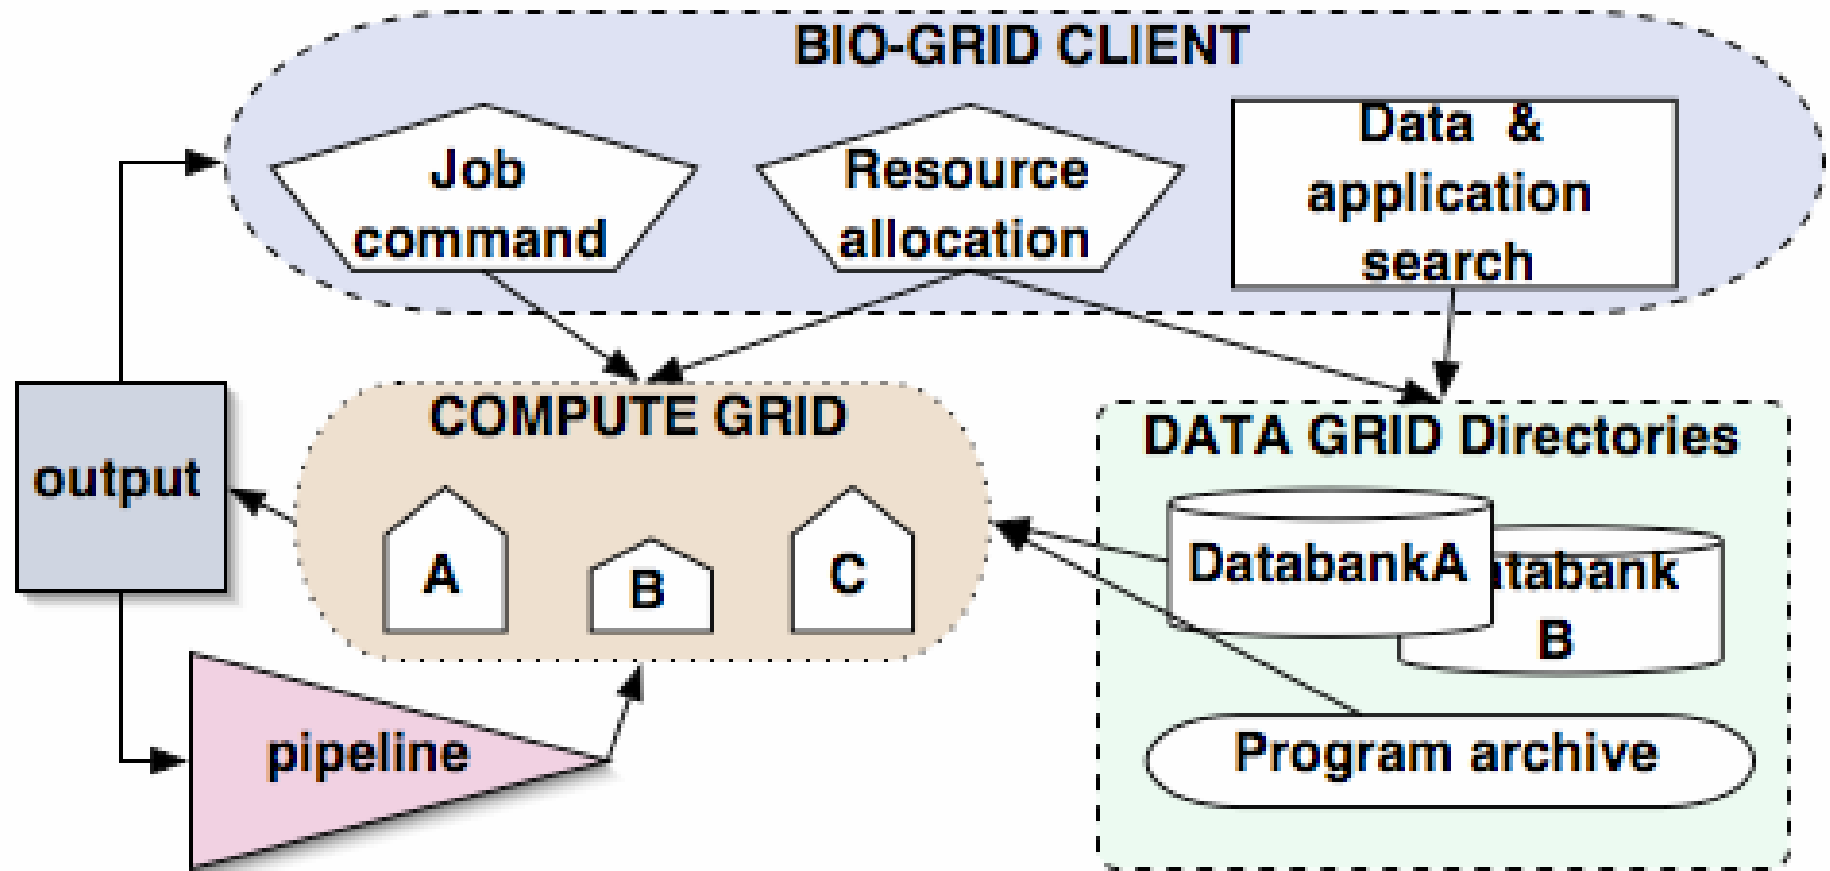 BIO-GRID CLIENT
Job
command
Resource
allocation
Data &
application
search
output
COMPUTE GRID
A
B
C
DATA GRID Directories
DatabankA
atabank
B
Program archive
pipeline